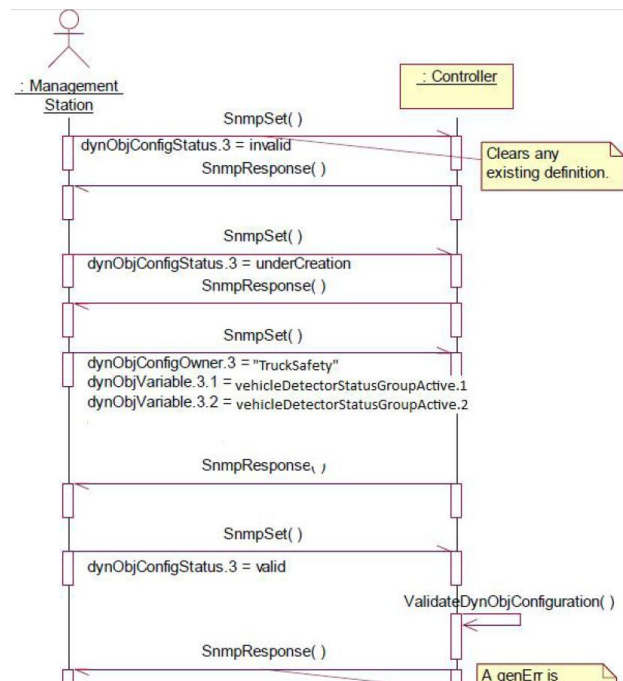 : Management
Station
: Controller
SnmpSet( )
dynObjConfigStatus.3 = invalid
Clears any
existing definition.
SnmpResponse( )
SnmpSet( )
dynObjConfigStatus.3 = underCreation
SnmpResponse( )
SnmpSet( )
dynObjConfigOwner.3 = "TruckSafety"
dynObjVariable.3.1 = vehicleDetectorStatusGroupActive.1
dynObjVariable.3.2 = vehicleDetectorStatusGroupActive.2
SnmpResponse( )
SnmpSet( )
dynObjConfigStatus.3 = valid
ValidateDynObjConfiguration( )
SnmpResponse( )
A genErr is